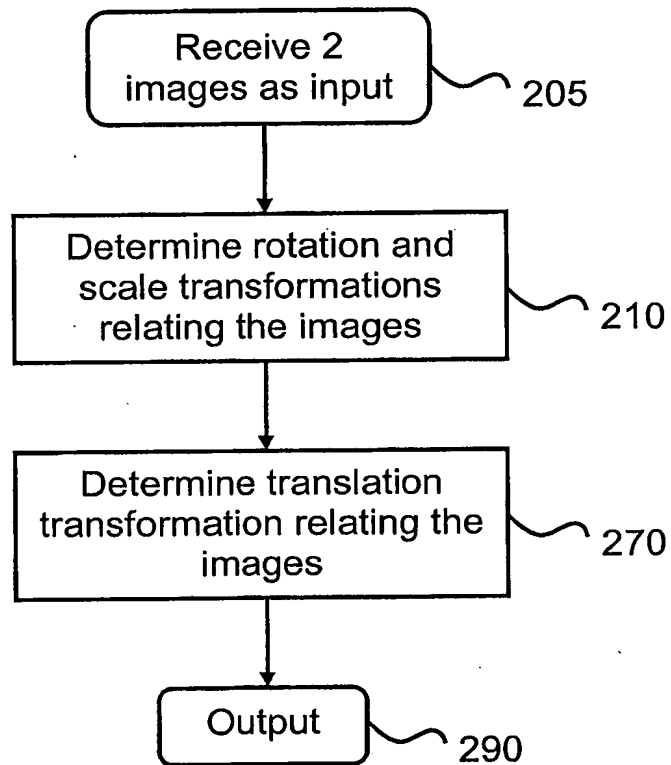 Receive 2
images as input
205
Determine rotation and
scale transformations
relating the images
210
Determine translation
transformation relating the
images
270
Output
290